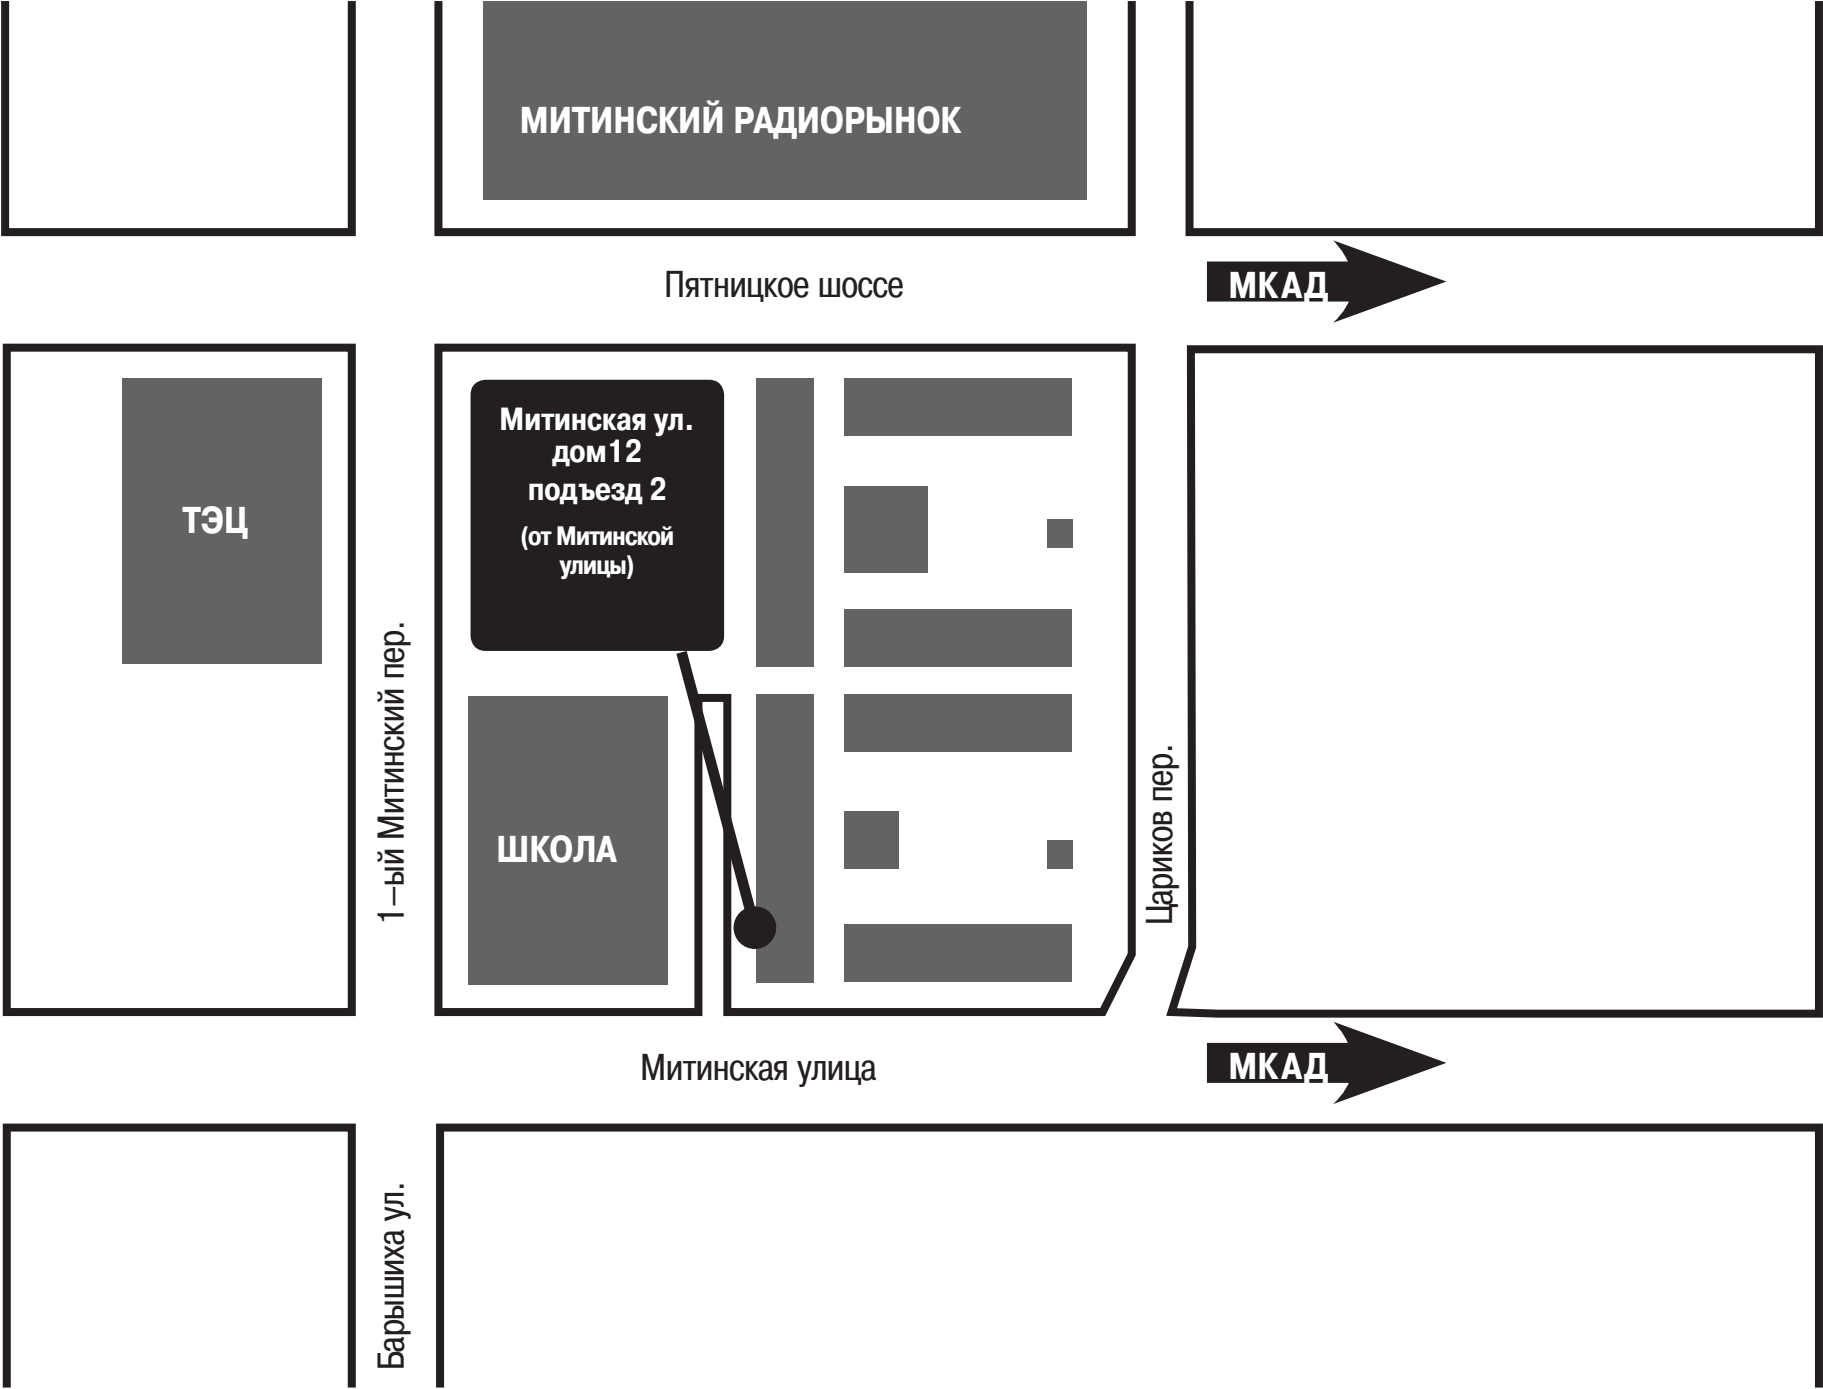 МИТИНСКИЙ РАДИОРЫНОК
Пятницкое шоссе
МКАД
Митинская ул.
дом12
подъезд 2
(от Митинской
улицы)
ТЭЦ
1–ый Митинский пер.
ШКОЛА
Цариков пер.
Митинская улица
МКАД
Барышиха ул.